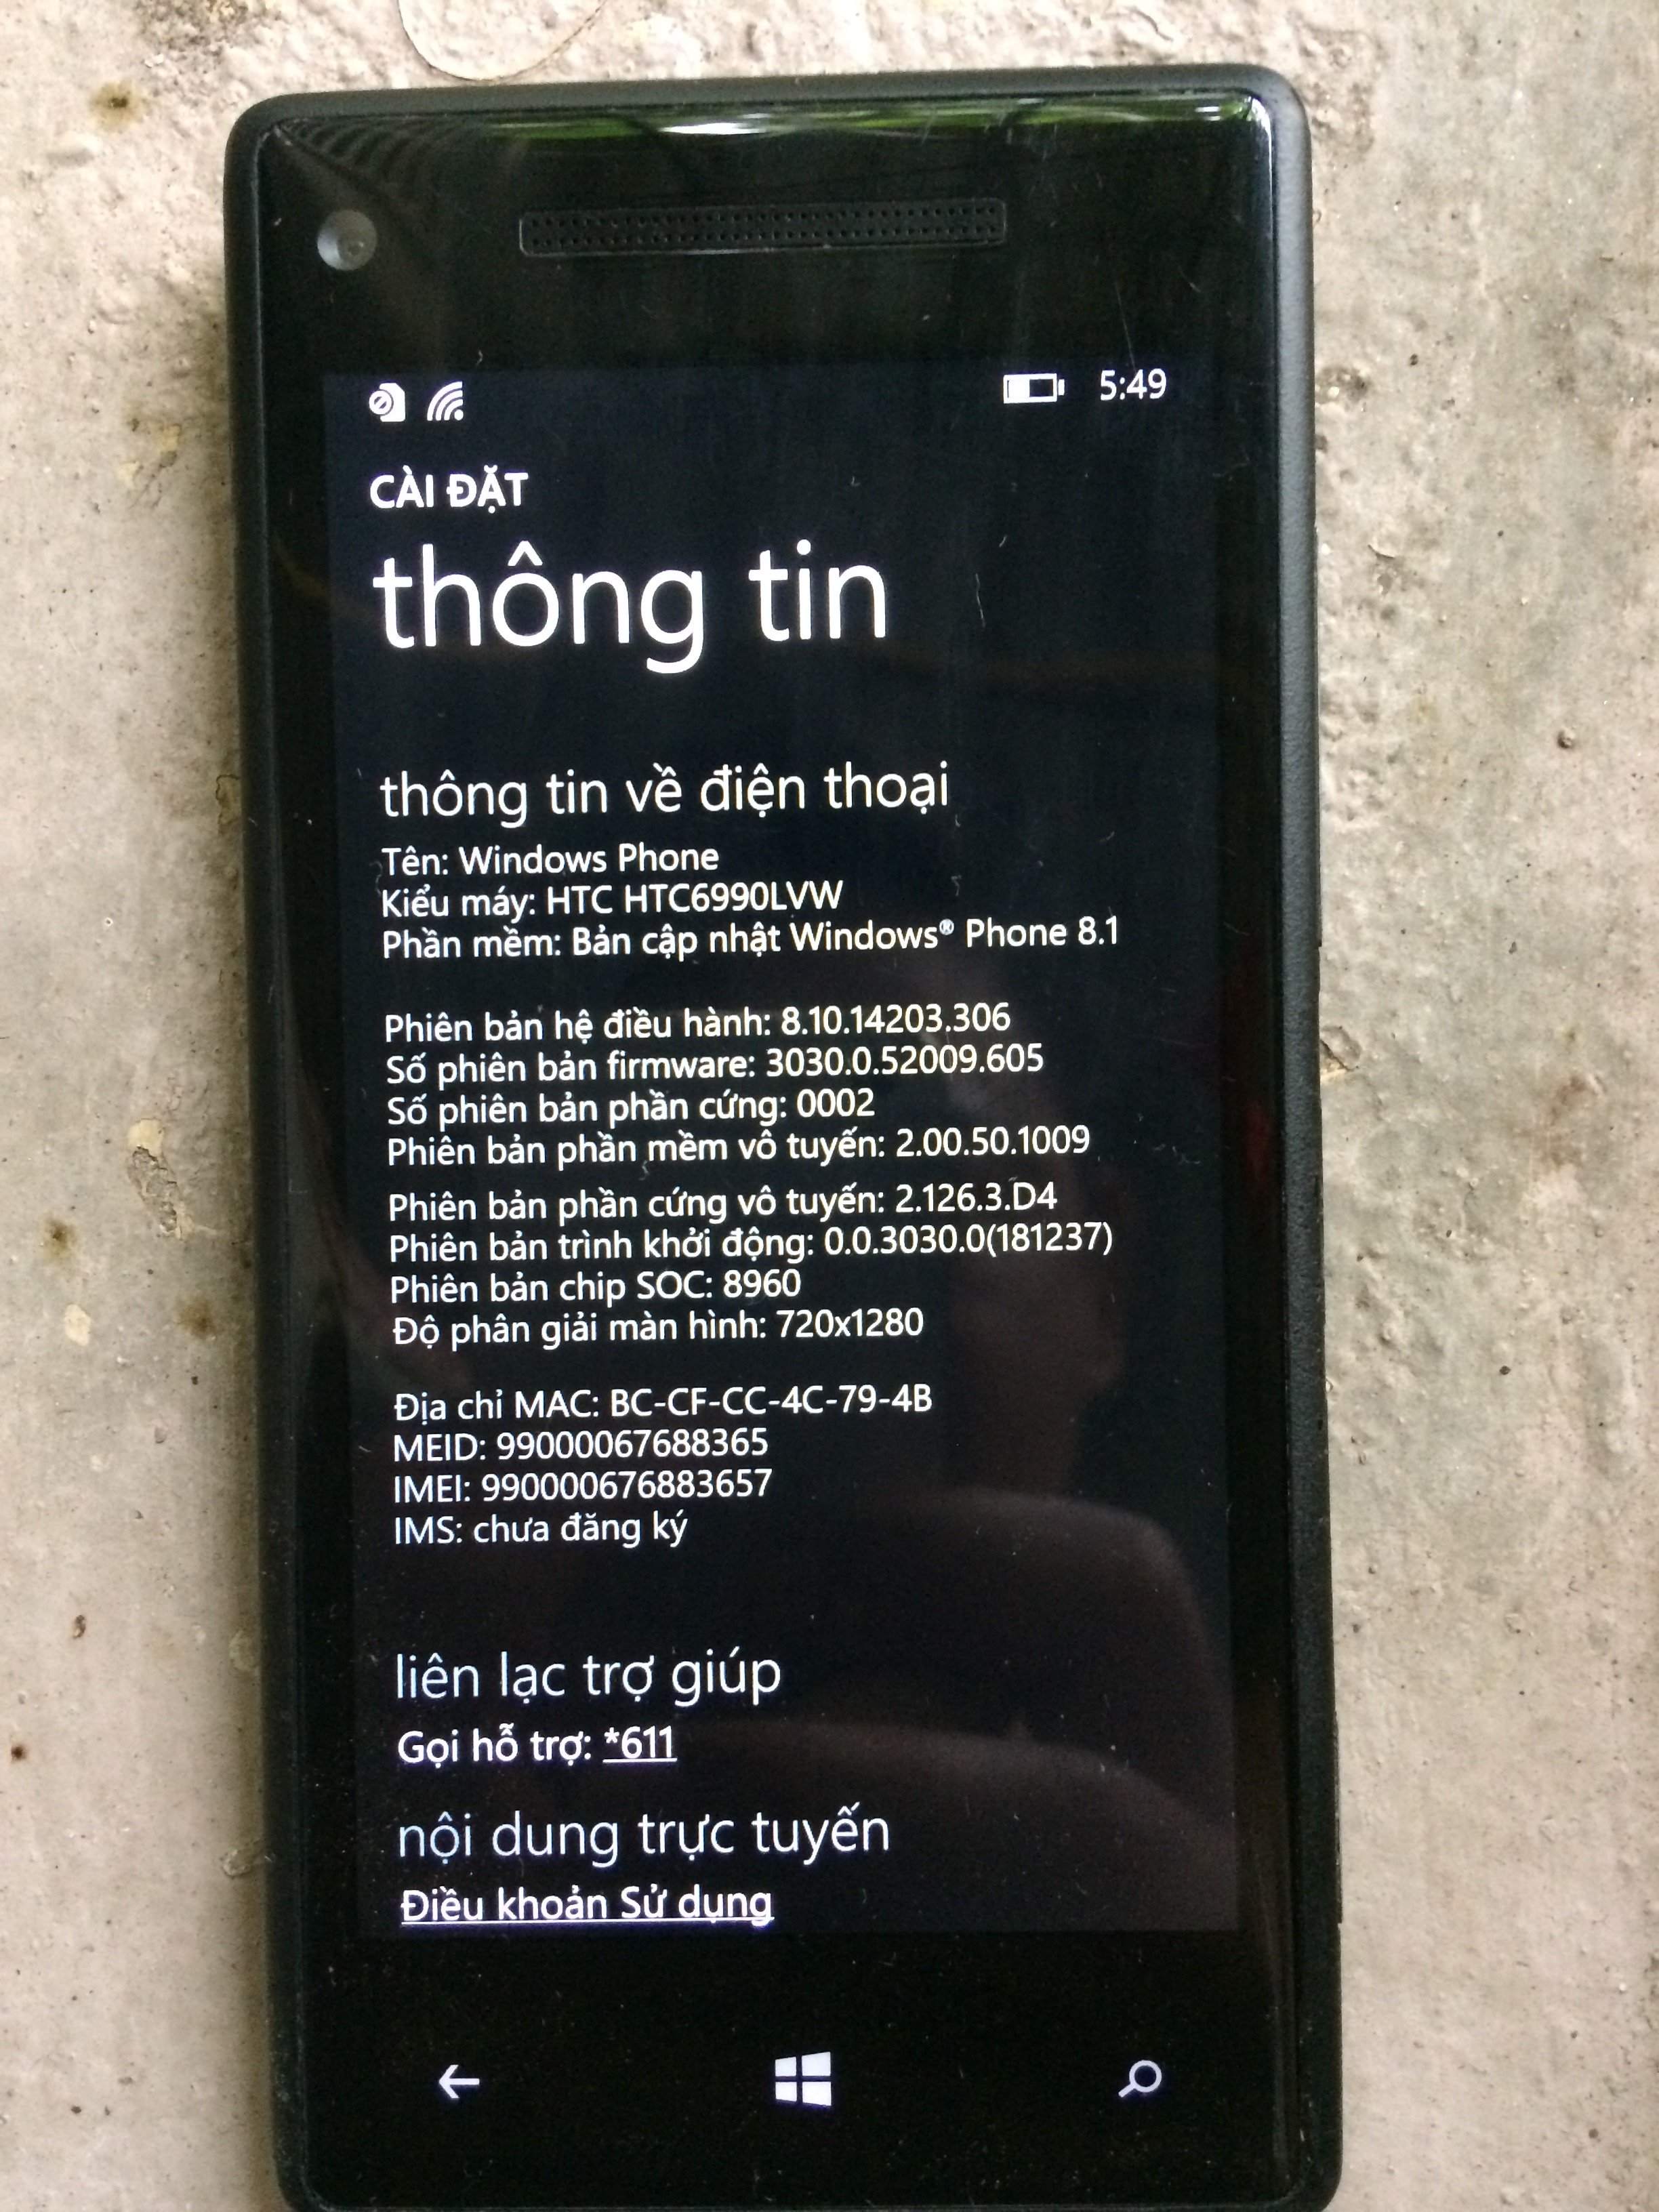 5:49
CÀI ĐẶT
thông tin
thông tin về điện thoại
Tên: Windows Phone
Kiểu máy: HTC HTC6990LVW
Phần mềm: Bản cập nhật Windows® Phone 8.1
Phiên bản hệ điều hành: 8.10.14203.306
Số phiên bản firmware: 3030.0.52009.605
Số phiên bản phần cứng: 0002
Phiên bản phần mềm vô tuyến: 2.00.50.1009
Phiên bản phần cứng vô tuyến: 2.126.3.D4
Phiên bản trình khởi động: 0.0.3030.0(181237)
Phiên bản chip SOC: 8960
Độ phân giải màn hình: 720x1280
Địa chỉ MAC: BC-CF-CC-4C-79-4B
MEID: 99000067688365
IMEI: 990000676883657
IMS: chưa đăng ký
liên lạc trợ giúp
Gọi hỗ trợ: *611
nội dung trực tuyến
Điều khoản Sử dụng